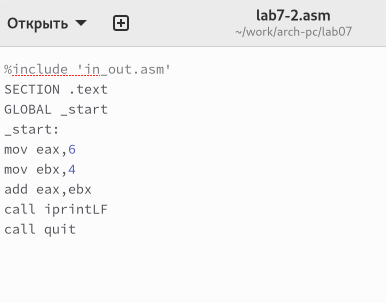 Открыть
lab7-2.asm
~/work/arch-pc/lab07
%include 'in_out.asm'
SECTION .text
GLOBAL _start
_start:
mov eax,6
mov ebx,4
add eax,ebx
call iprintLF
call quit